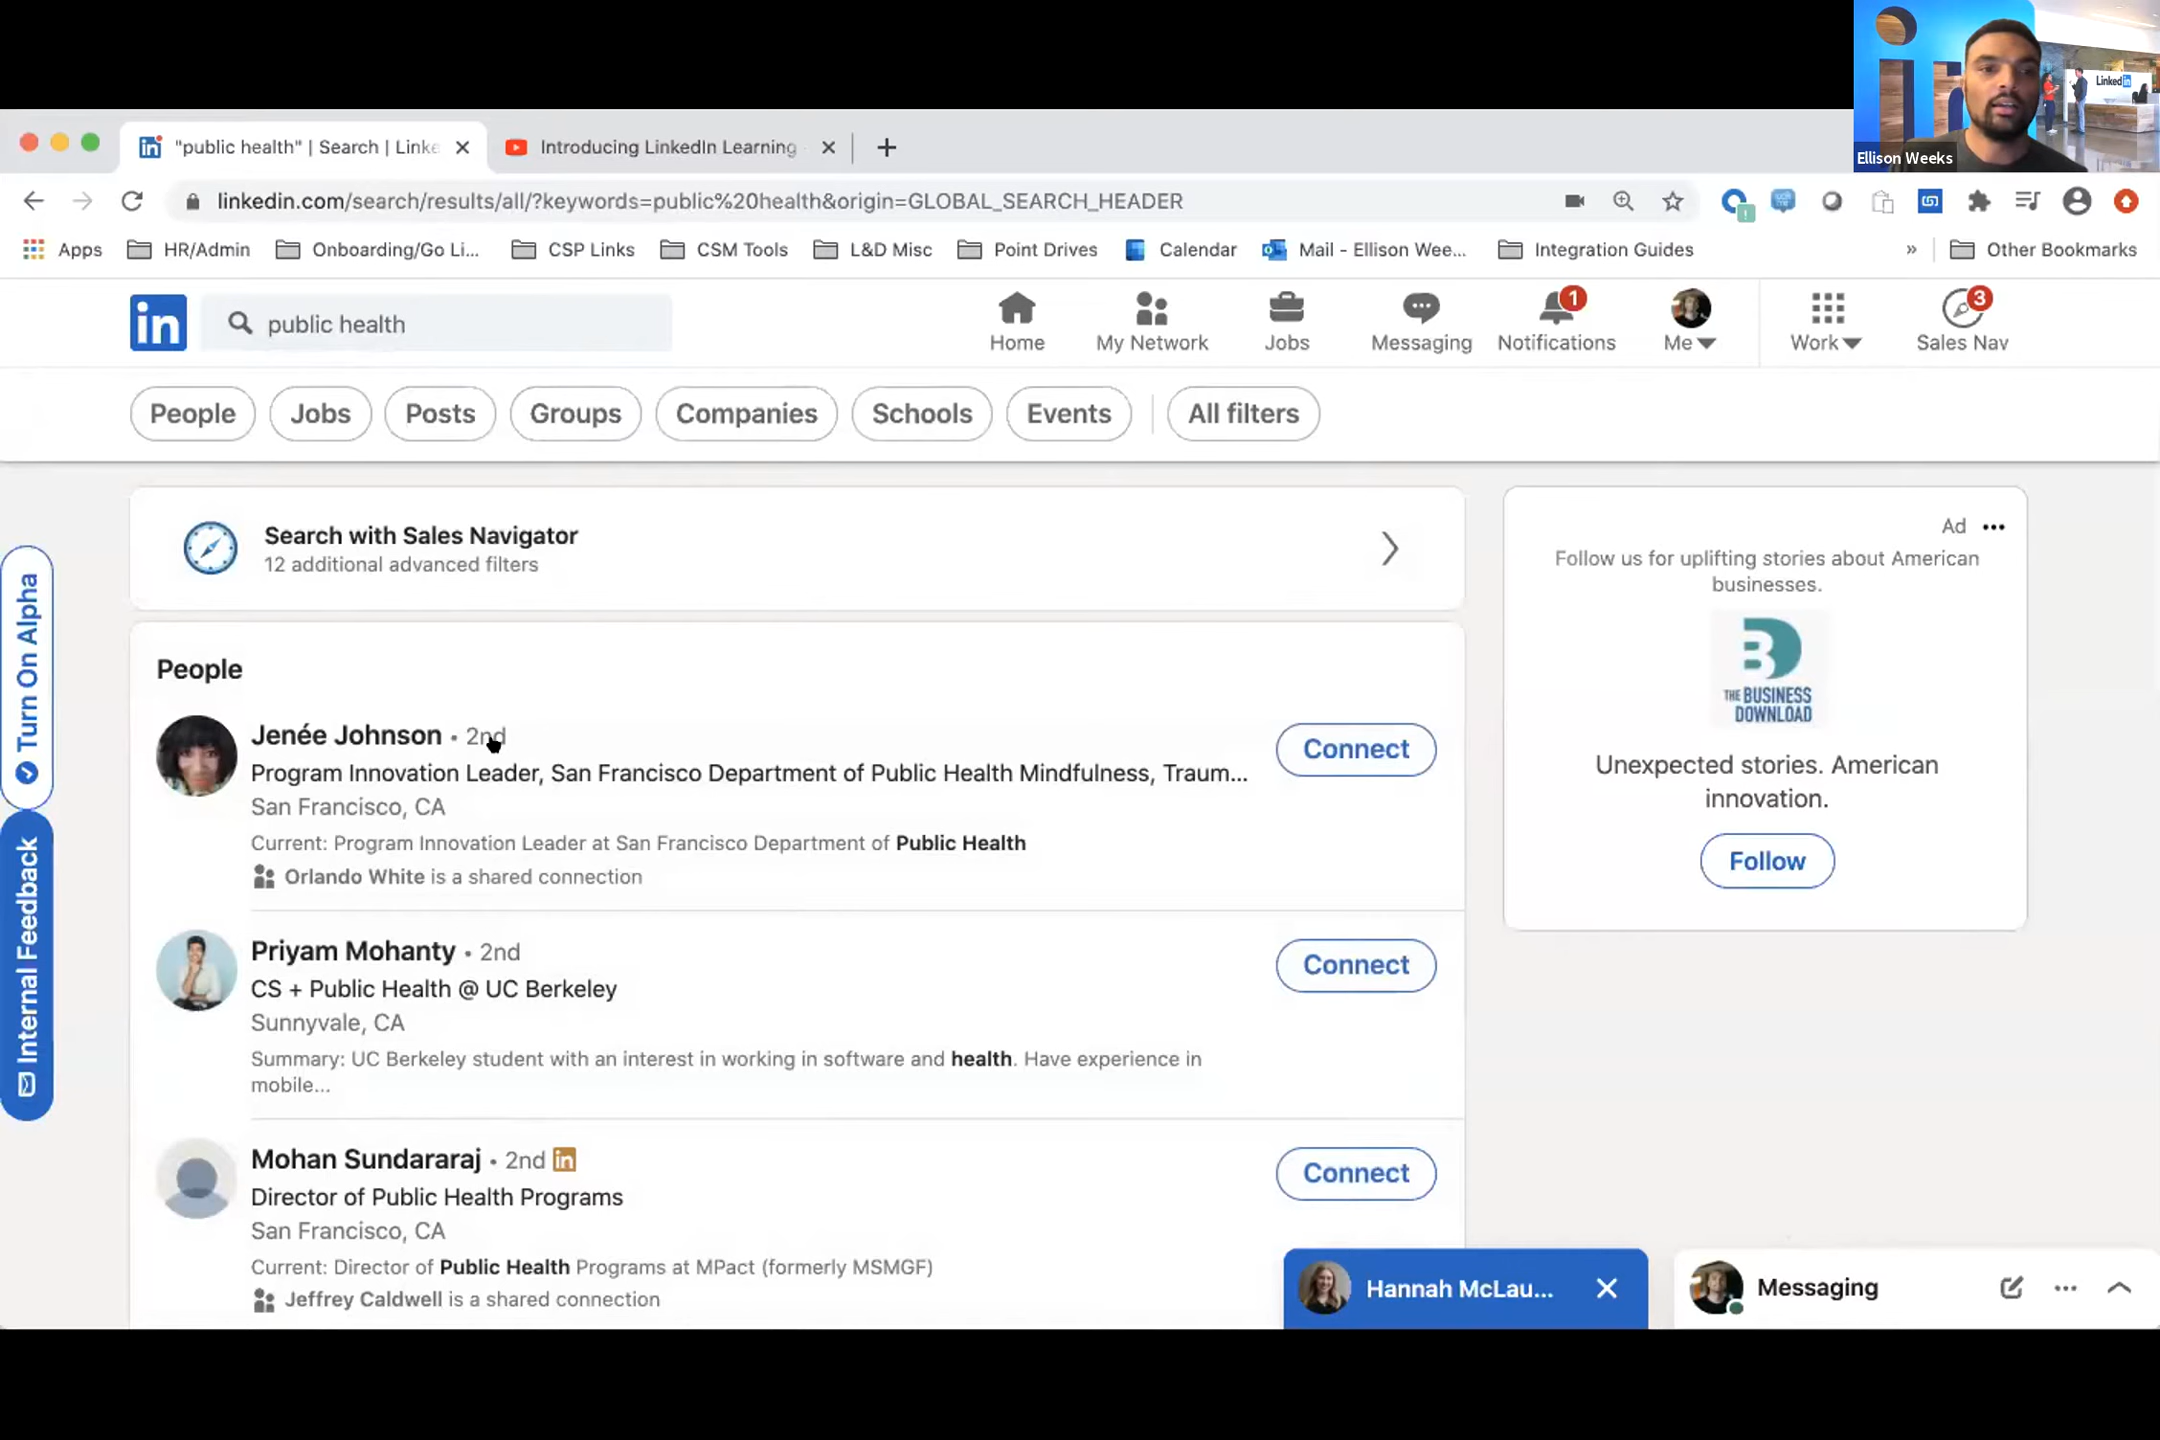 LinkedIn
Ellison Weeks
"public health" | Search | Linke
Introducing LinkedIn Learning
linkedin.com/search/results/all/?keywords=public%20health&origin=GLOBAL_SEARCH_HEADER
Apps HR/Admin Onboarding/Go Li... CSP Links CSM Tools L&D Misc Point Drives Calendar Mail - Ellison Wee... Integration Guides » Other Bookmarks
in public health
Home My Network Jobs Messaging 1 Notifications Me Work 3 Sales Nav
People Jobs Posts Groups Companies Schools Events All filters
Search with Sales Navigator
12 additional advanced filters
Turn On Alpha
Internal Feedback
People
Jenée Johnson • 2nd
Program Innovation Leader, San Francisco Department of Public Health Mindfulness, Traum...
San Francisco, CA
Current: Program Innovation Leader at San Francisco Department of Public Health
Orlando White is a shared connection
Connect
Priyam Mohanty • 2nd
CS + Public Health @ UC Berkeley
Sunnyvale, CA
Summary: UC Berkeley student with an interest in working in software and health. Have experience in
mobile...
Connect
Mohan Sundararaj • 2nd in
Director of Public Health Programs
San Francisco, CA
Current: Director of Public Health Programs at MPact (formerly MSMGF)
Jeffrey Caldwell is a shared connection
Connect
Ad
Follow us for uplifting stories about American
businesses.
THE BUSINESS
DOWNLOAD
Unexpected stories. American
innovation.
Follow
Hannah McLau...
Messaging